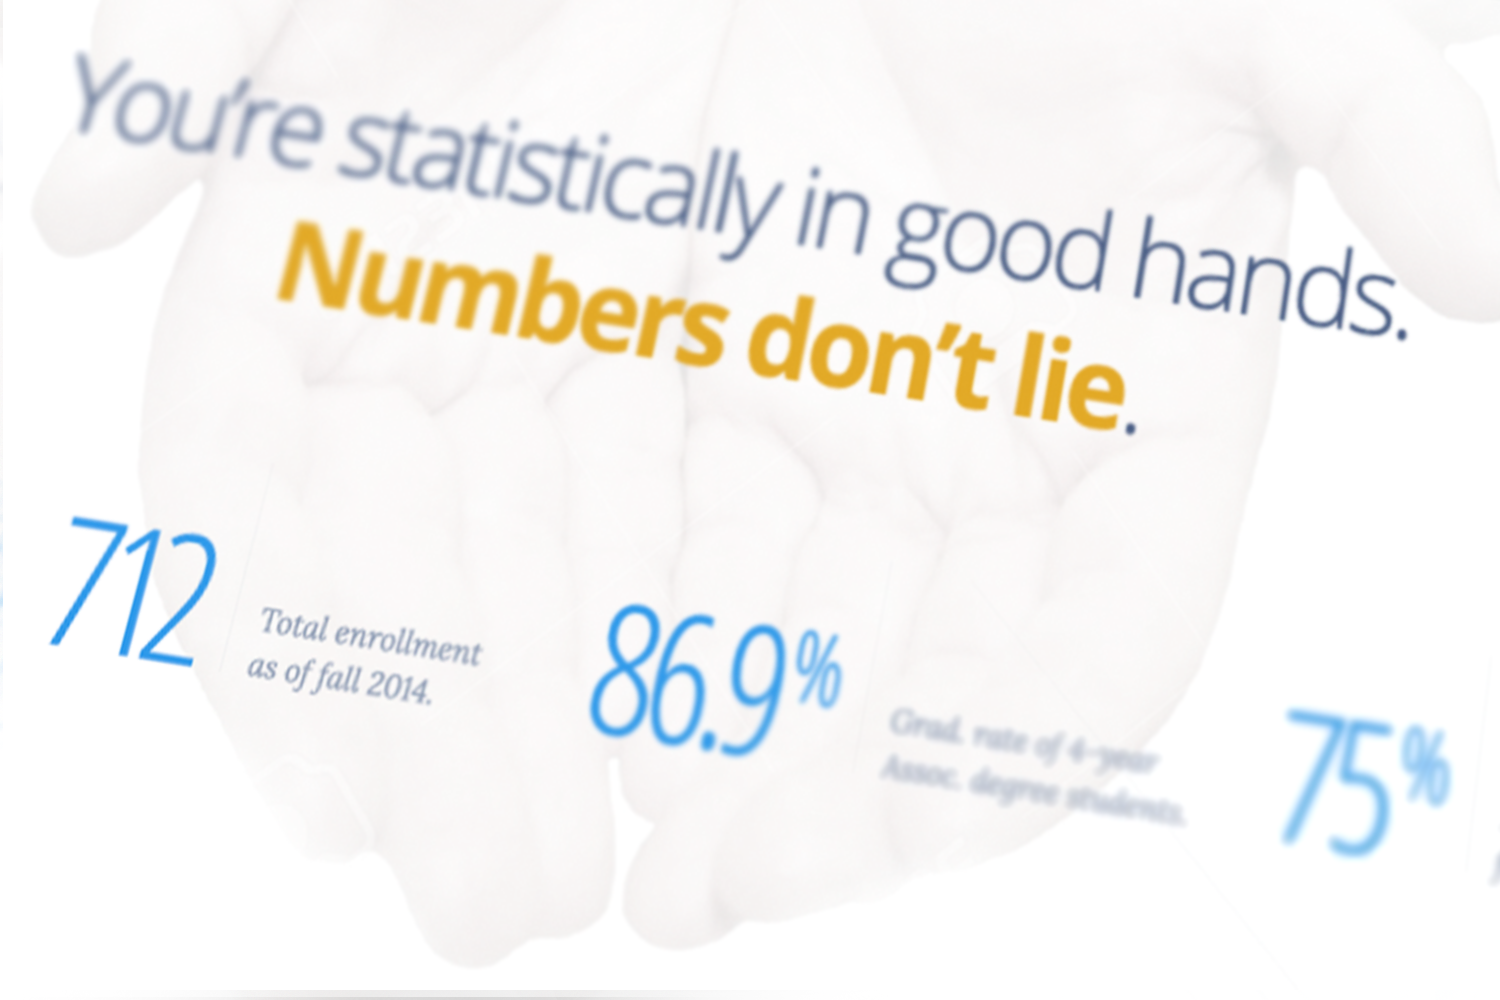 You're statistically in good hands.
Numbers don't lie.
712
Total enrollment
as of fall 2014.
86.9%
Grad. rate of 4-year
Assoc. degree students.
75%